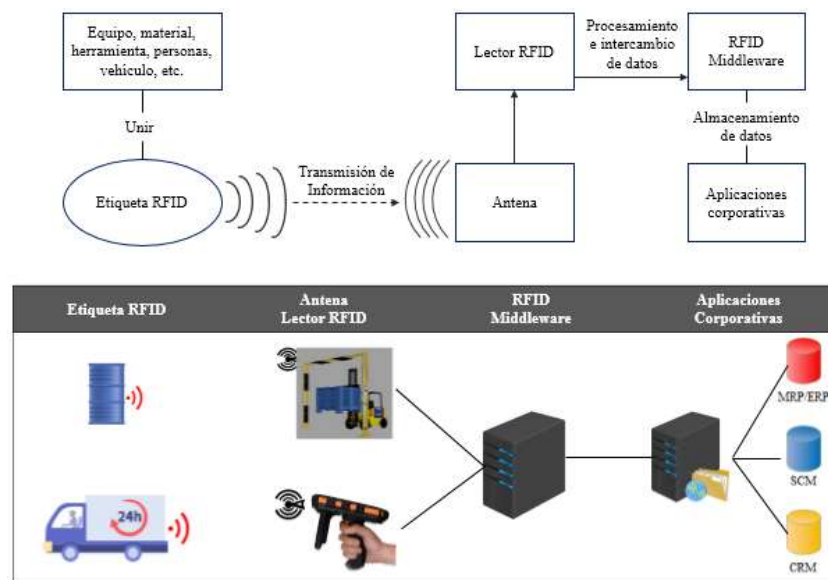 Equipo, material,
herramienta, personas,
vehículo, etc.
Unir
Etiqueta RFID
Transmisión de
Información
Lector RFID
Antena
Procesamiento
e intercambio
de datos
RFID
Middleware
Almacenamiento
de datos
Aplicaciones
corporativas
Etiqueta RFID
Antena
Lector RFID
RFID
Middleware
Aplicaciones
Corporativas
24h
MRP/ERP
SCM
CRM